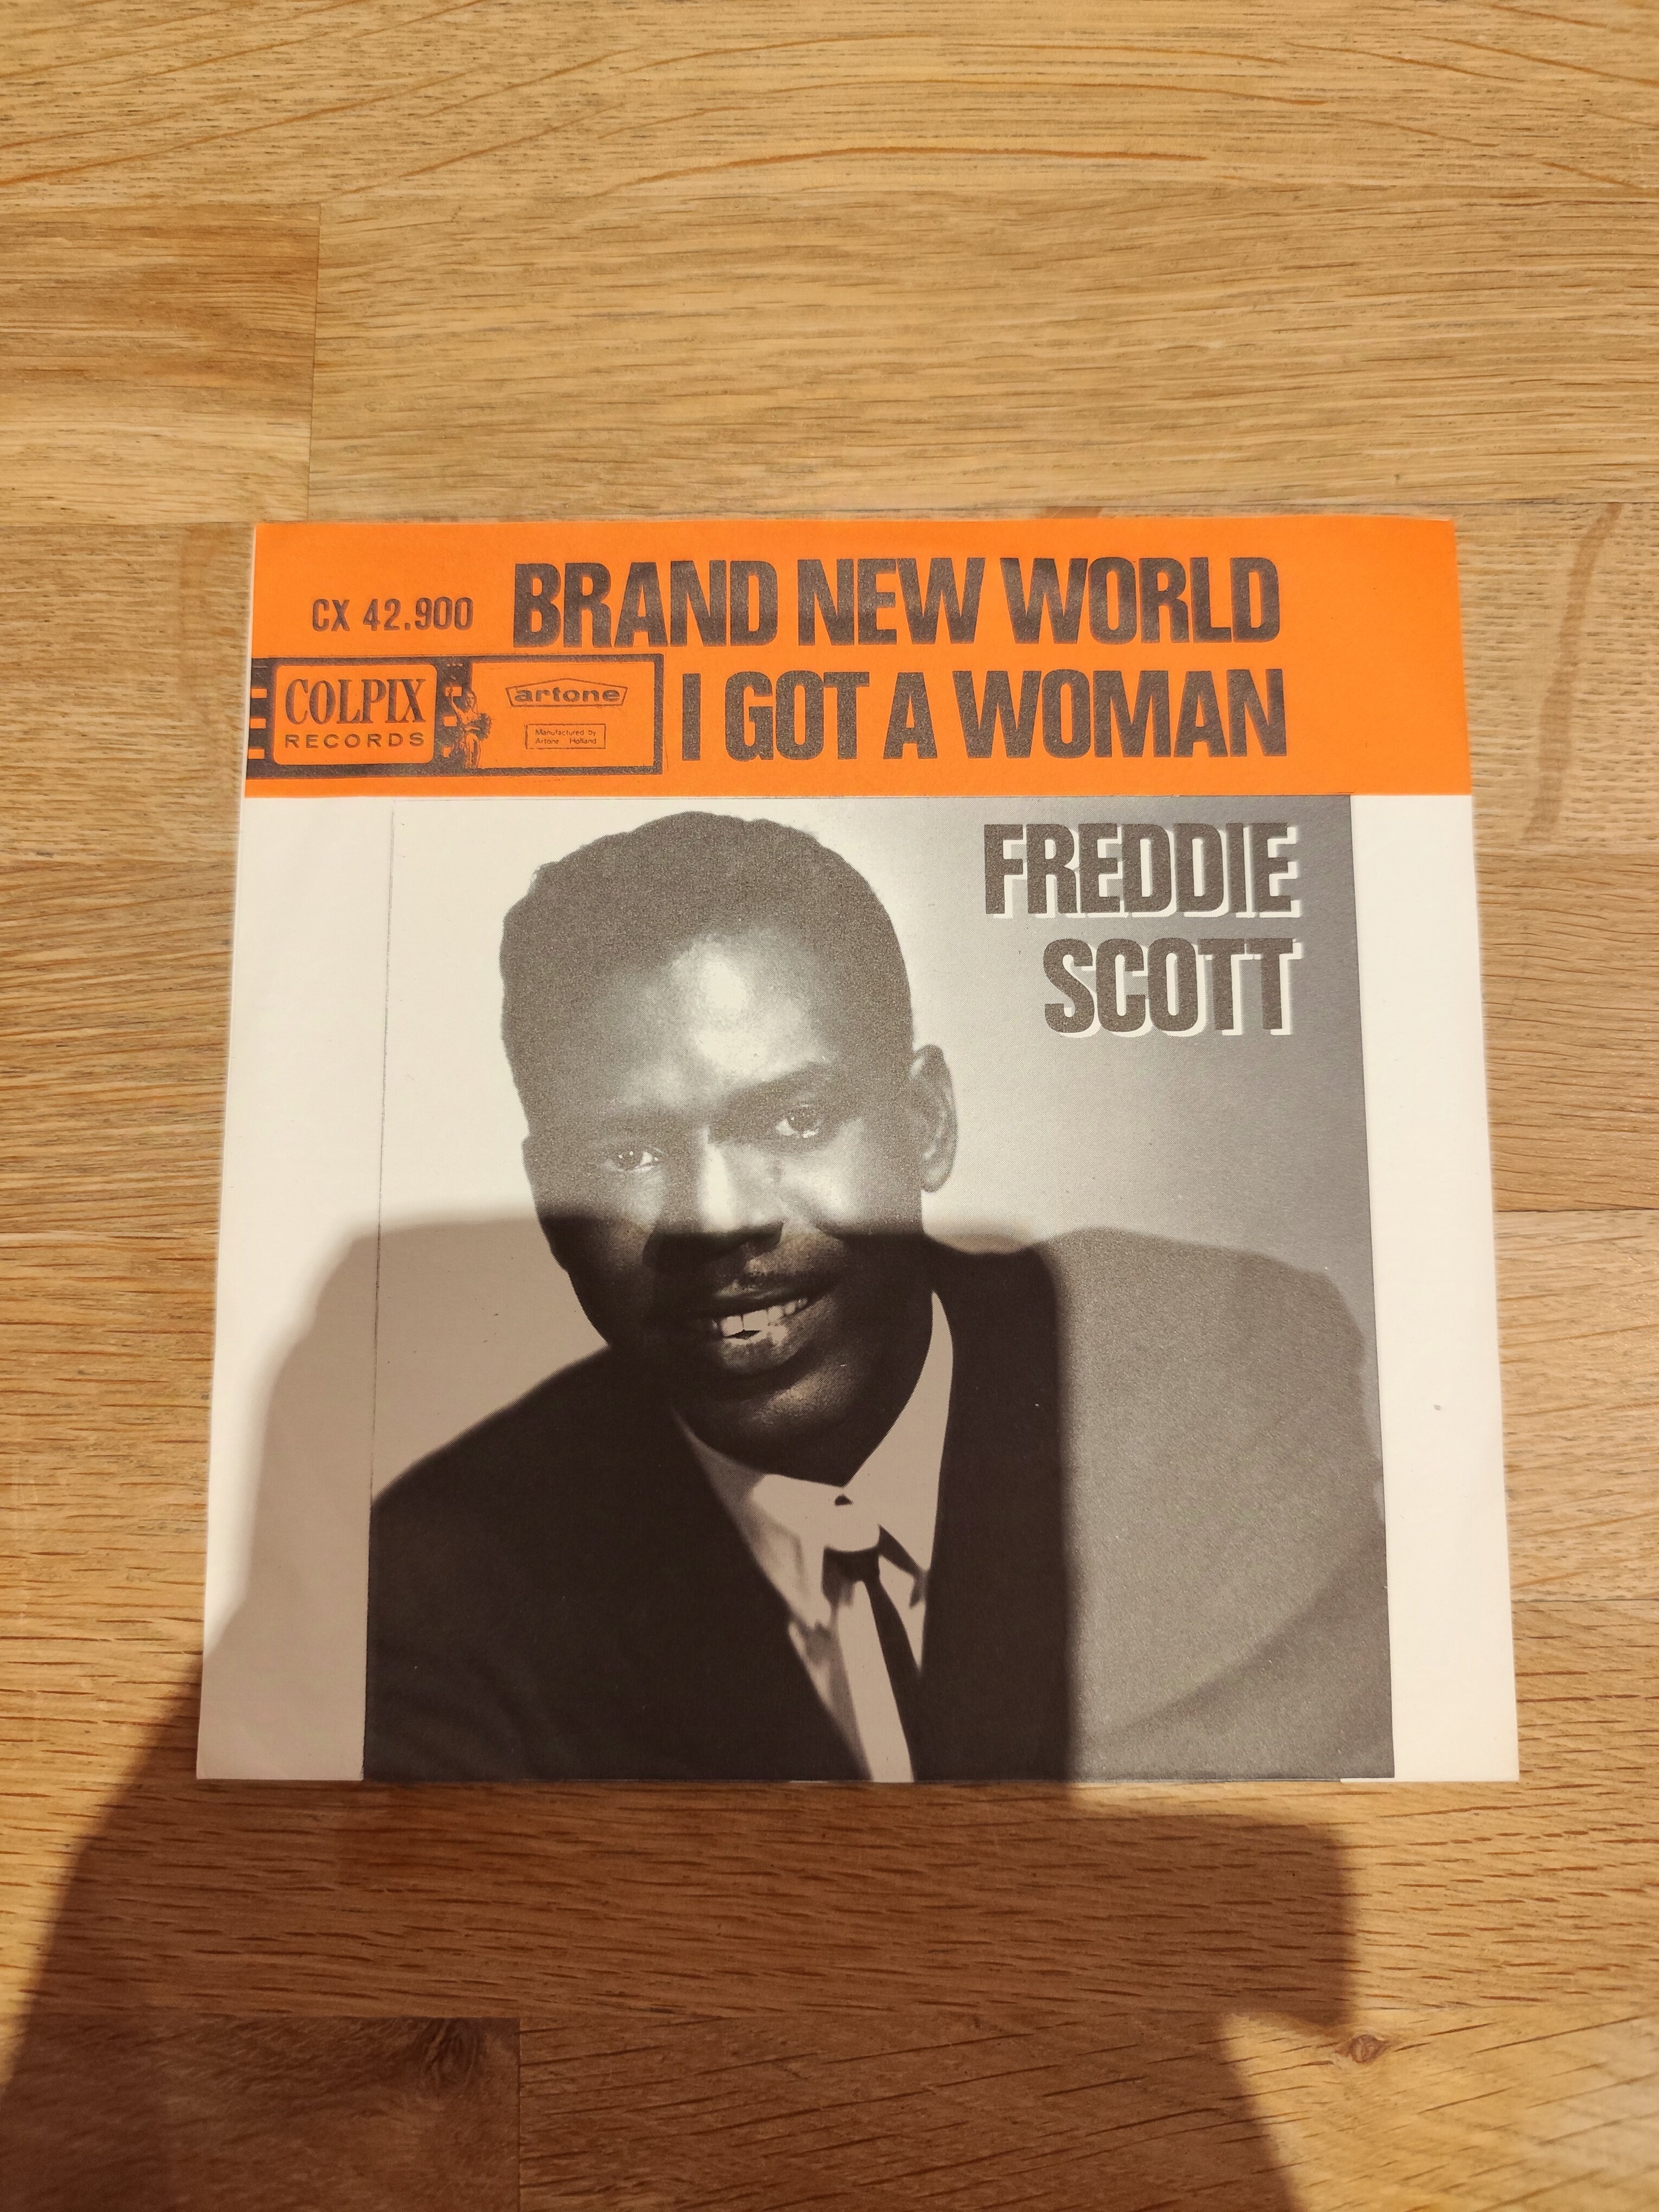 CX 42.900
BRAND NEW WORLD
COLPIX
RECORDS
artone
Manufactured by
Artone Holland
I GOT A WOMAN
FREDDIE
SCOTT